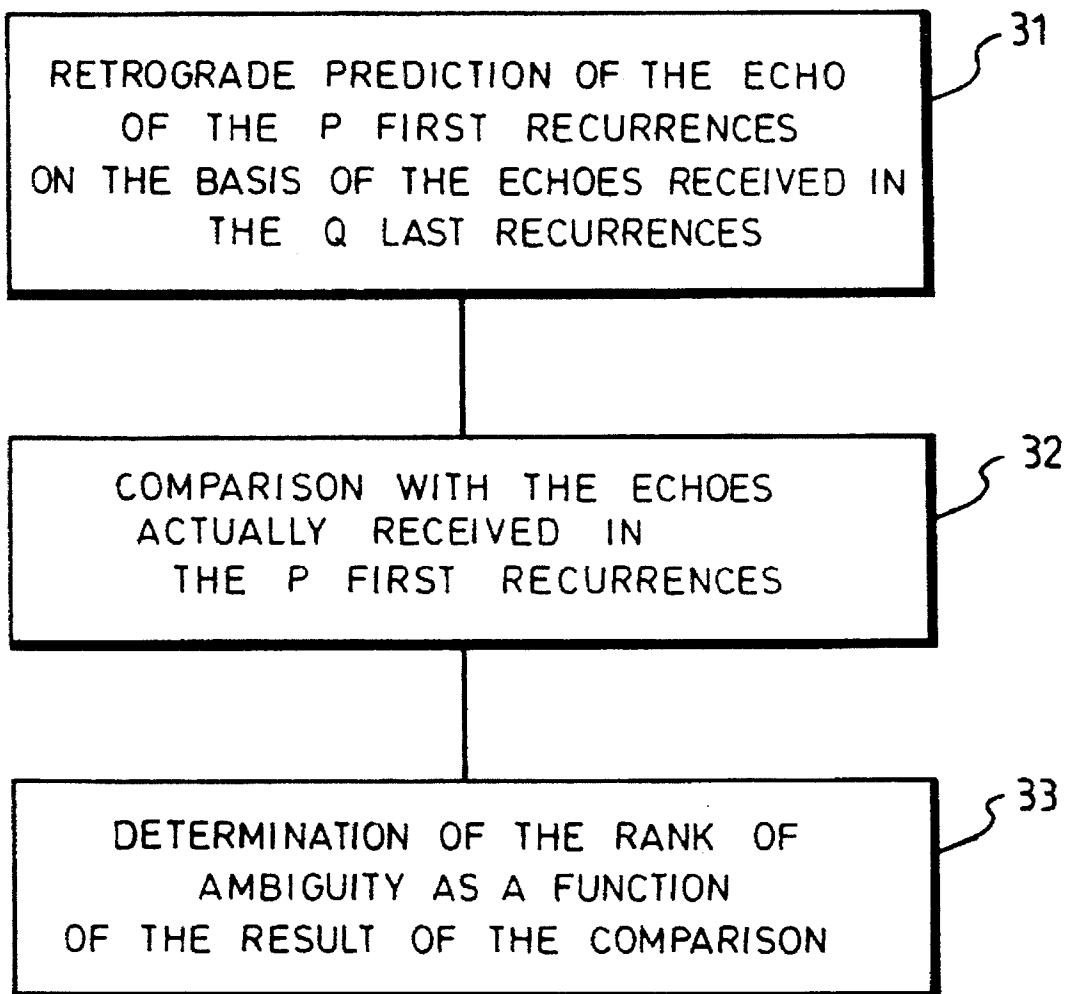 31
RETROGRADE PREDICTION OF THE ECHO
OF THE P FIRST RECURRENCES
ON THE BASIS OF THE ECHOES RECEIVED IN
THE Q LAST RECURRENCES
32
COMPARISON WITH THE ECHOES
ACTUALLY RECEIVED IN
THE P FIRST RECURRENCES
33
DETERMINATION OF THE RANK OF
AMBIGUITY AS A FUNCTION
OF THE RESULT OF THE COMPARISON